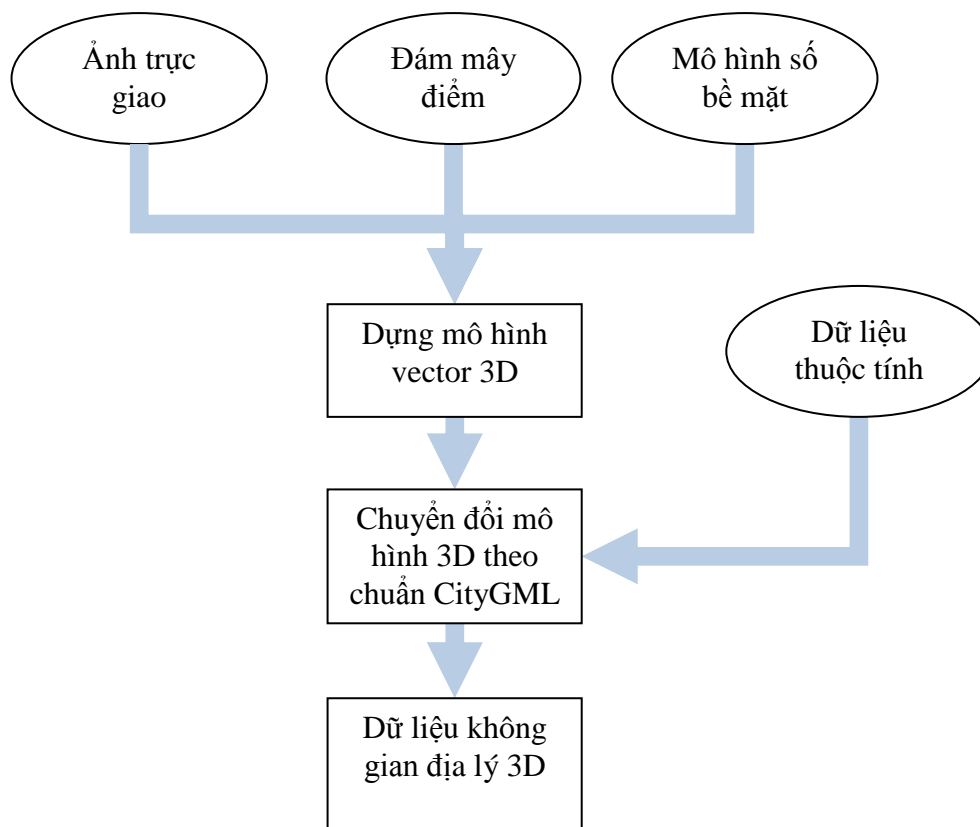 Ảnh trực
giao
Đám mây
điểm
Mô hình số
bề mặt
Dựng mô hình
vector 3D
Dữ liệu
thuộc tính
Chuyển đổi mô
hình 3D theo
chuẩn CityGML
Dữ liệu không
gian địa lý 3D